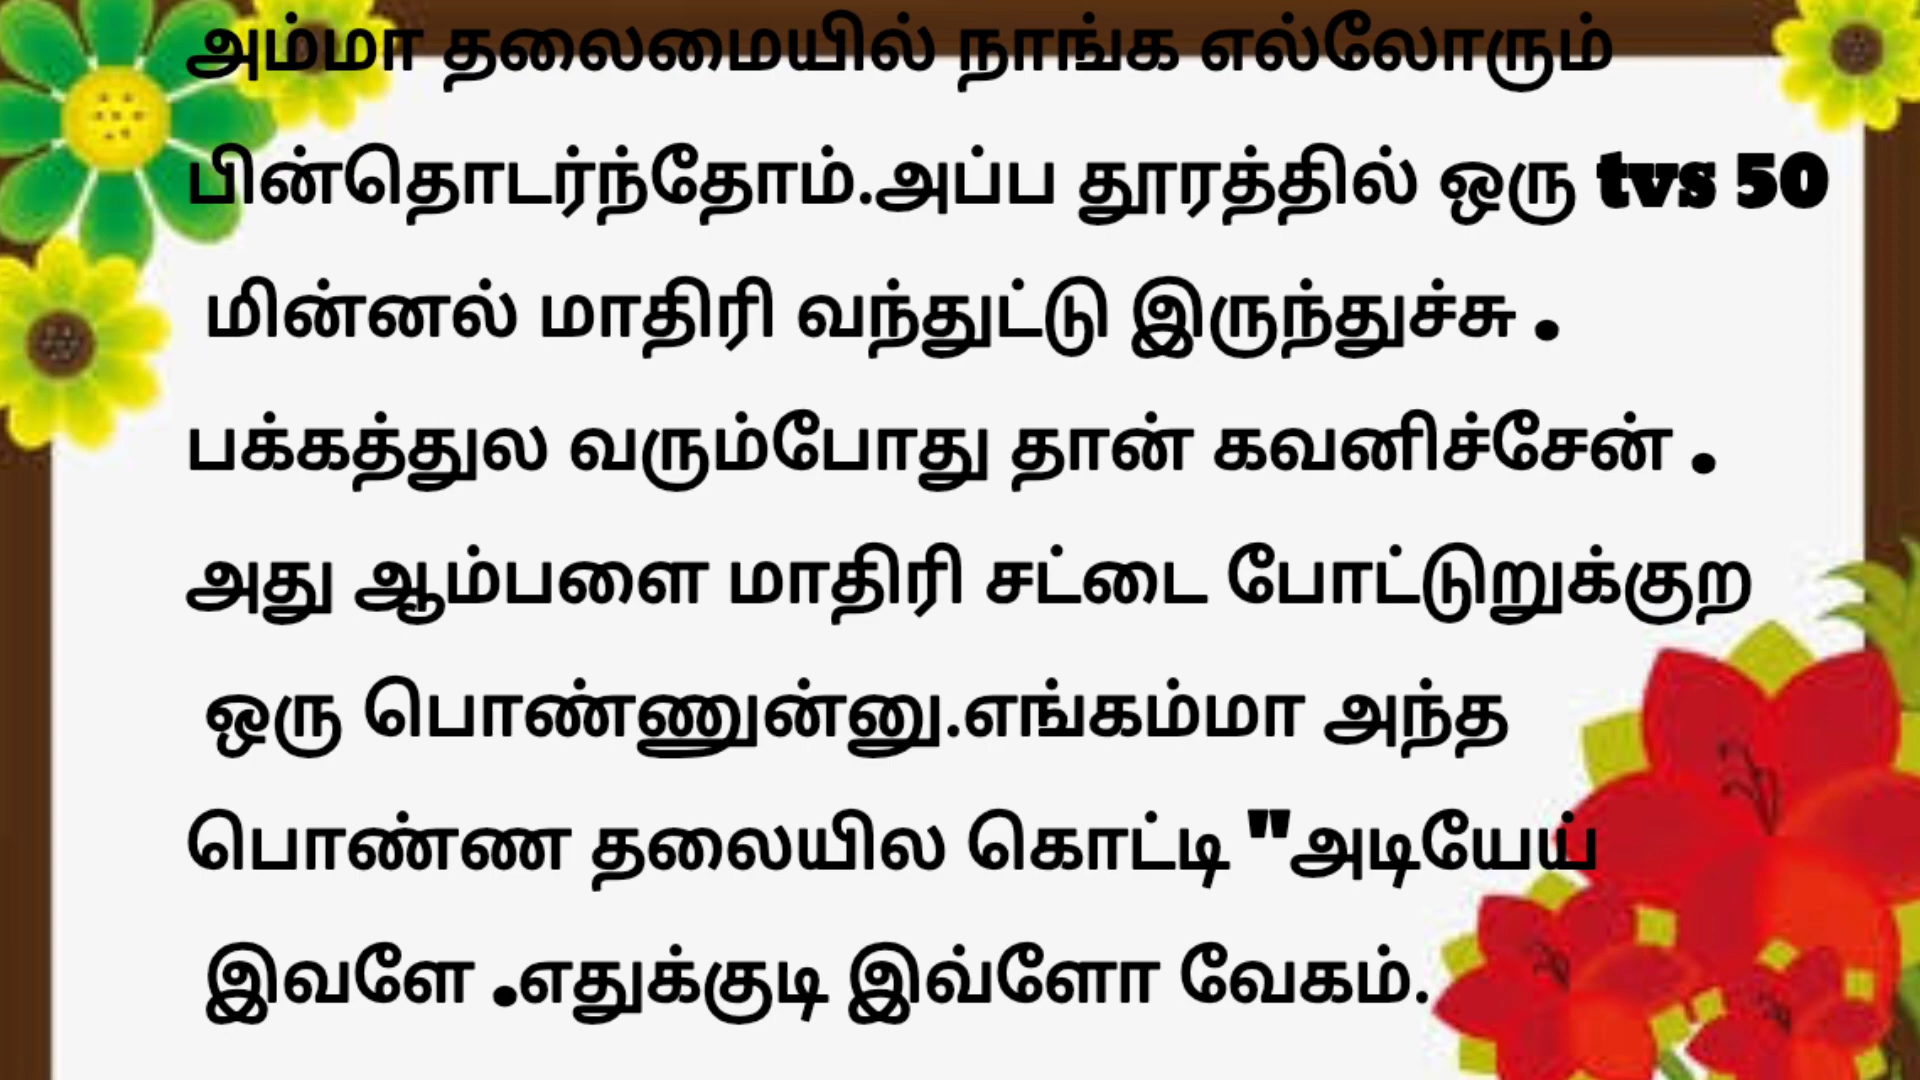 அம்மா தலைமையில் நாங்க எல்லோரும்
பின்தொடர்ந்தோம்.அப்ப தூரத்தில் ஒரு tvs 50
மின்னல் மாதிரி வந்துட்டு இருந்துச்சு .
பக்கத்துல வரும்போது தான் கவனிச்சேன் .
அது ஆம்பளை மாதிரி சட்டை போட்டுறுக்குற
ஒரு பொண்ணுன்னு.எங்கம்மா அந்த
பொண்ண தலையில கொட்டி "அடியேய்
இவளே .எதுக்குடி இவ்ளோ வேகம்.